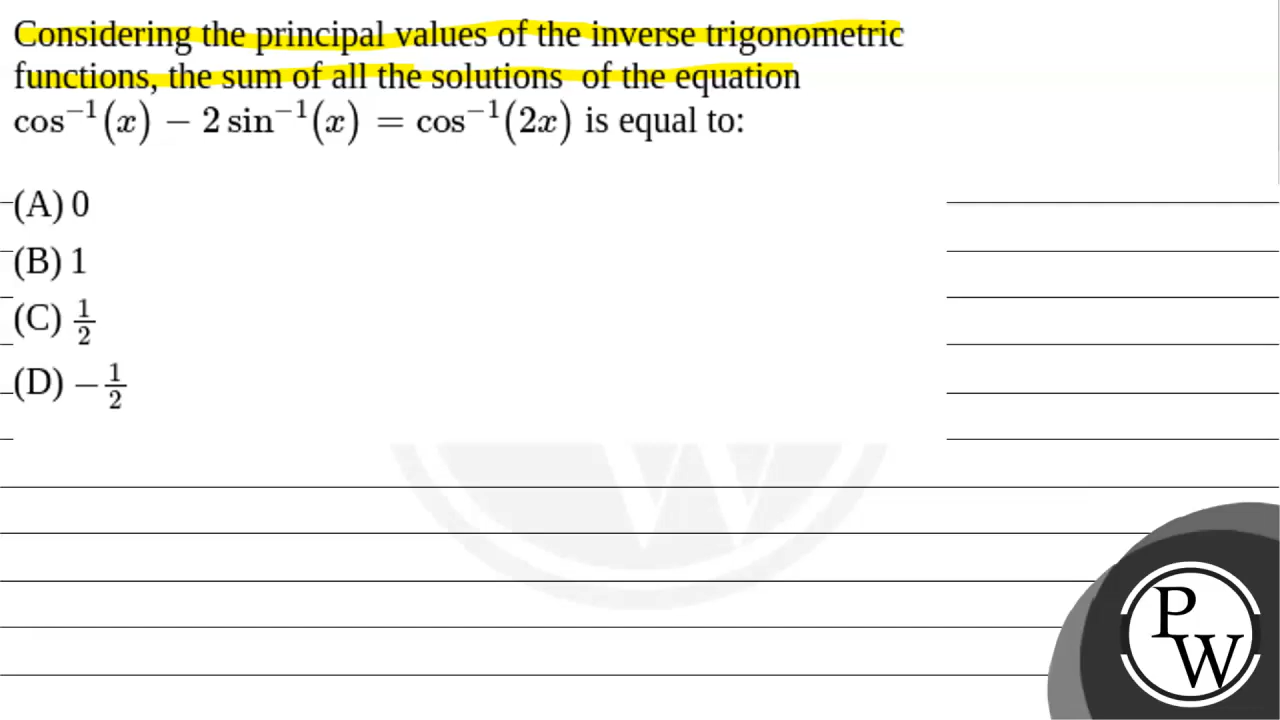 Considering the principal values of the inverse trigonometric
functions, the sum of all the solutions of the equation
cos⁻¹(x) − 2 sin⁻¹(x) = cos⁻¹(2x) is equal to:
(A) 0
(B) 1
(C) 1/2
(D) −1/2
W
P
W